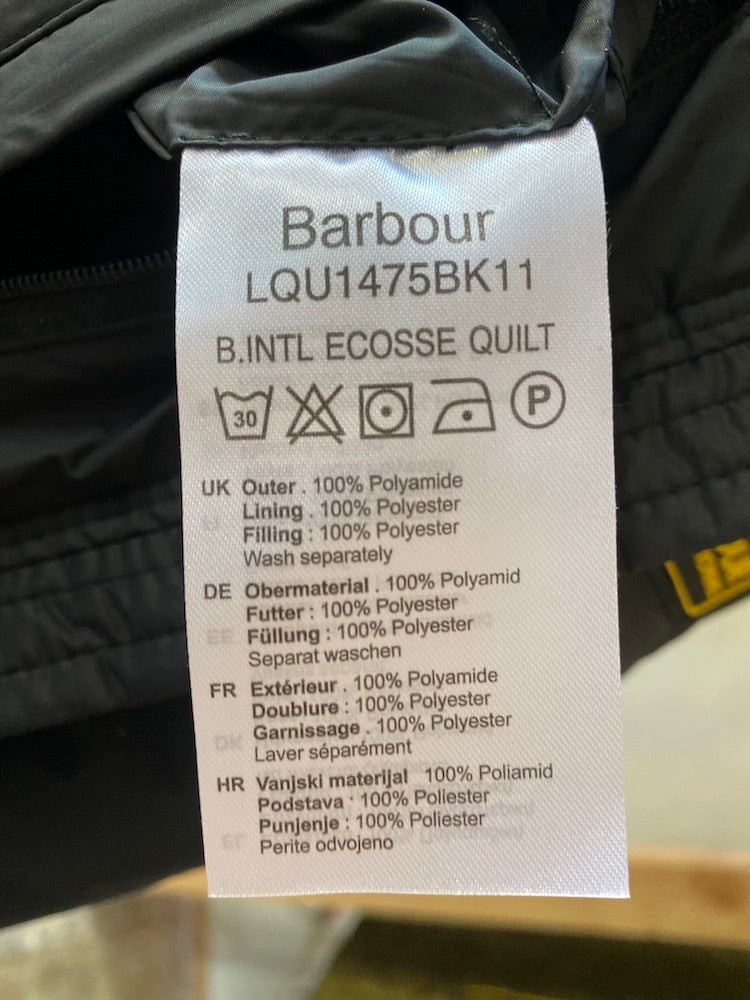 Barbour
LQU1475BK11
B.INTL ECOSSE QUILT
30 P
UK Outer . 100% Polyamide
Lining : 100% Polyester
Filling : 100% Polyester
Wash separately
DE Obermaterial . 100% Polyamid
Futter : 100% Polyester
Füllung : 100% Polyester
Separat waschen
FR Extérieur . 100% Polyamide
Doublure : 100% Polyester
Garnissage . 100% Polyester
Laver séparément
HR Vanjski materijal 100% Poliamid
Podstava : 100% Poliester
Punjenje : 100% Poliester
Perite odvojeno